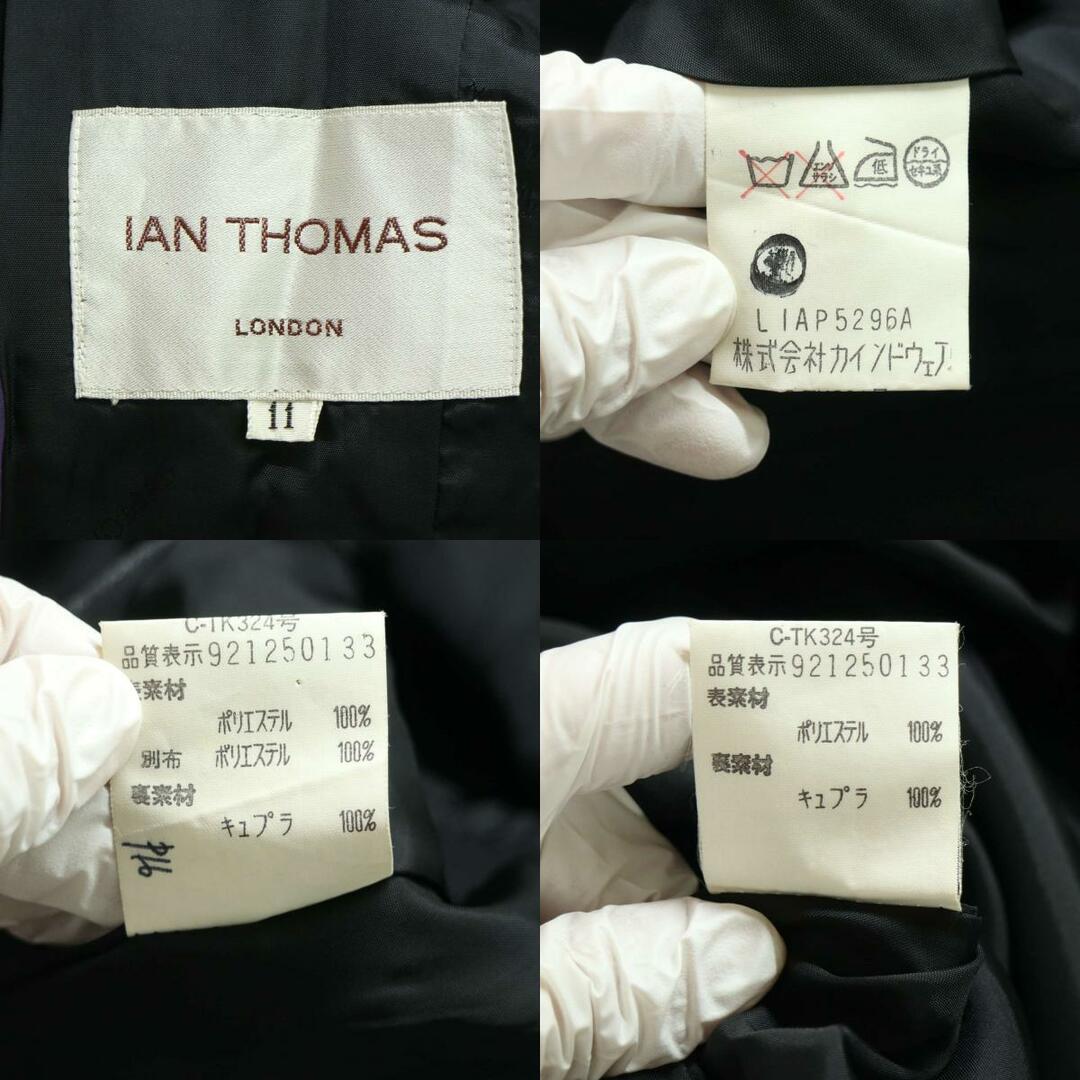 IAN THOMAS
LONDON
11
エンソ
サラシ
低
ドライ
セキユ系
LIAP5296A
株式会社カインドウェア
C-TK324号
品質表示921250133
表素材
ポリエステル 100%
別布 ポリエステル 100%
裏素材
キュプラ 100%
C-TK324号
品質表示921250133
表素材
ポリエステル 100%
裏素材
キュプラ 100%